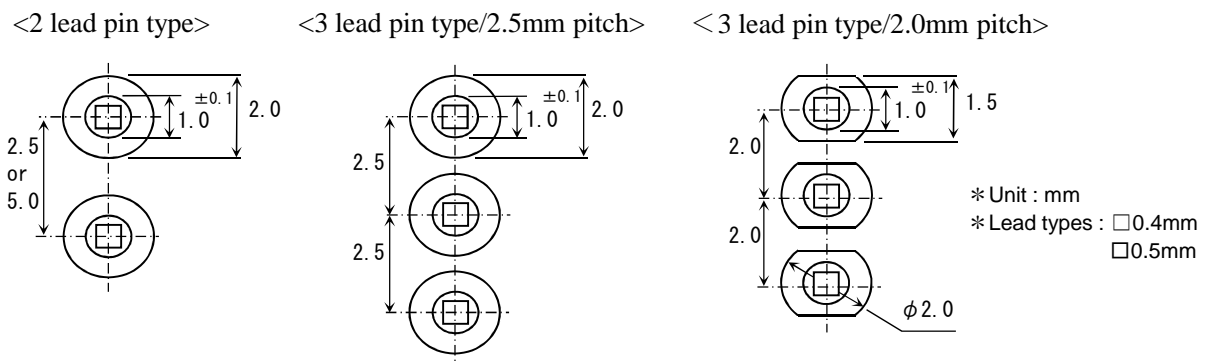 <2 lead pin type>
<3 lead pin type/2.5mm pitch>
＜3 lead pin type/2.0mm pitch>
±0.1
1.0
2.0
2.5
or
5.0
±0.1
1.0
2.0
2.5
2.5
±0.1
1.0
1.5
2.0
2.0
φ2.0
＊Unit : mm
＊Lead types : □0.4mm
□0.5mm